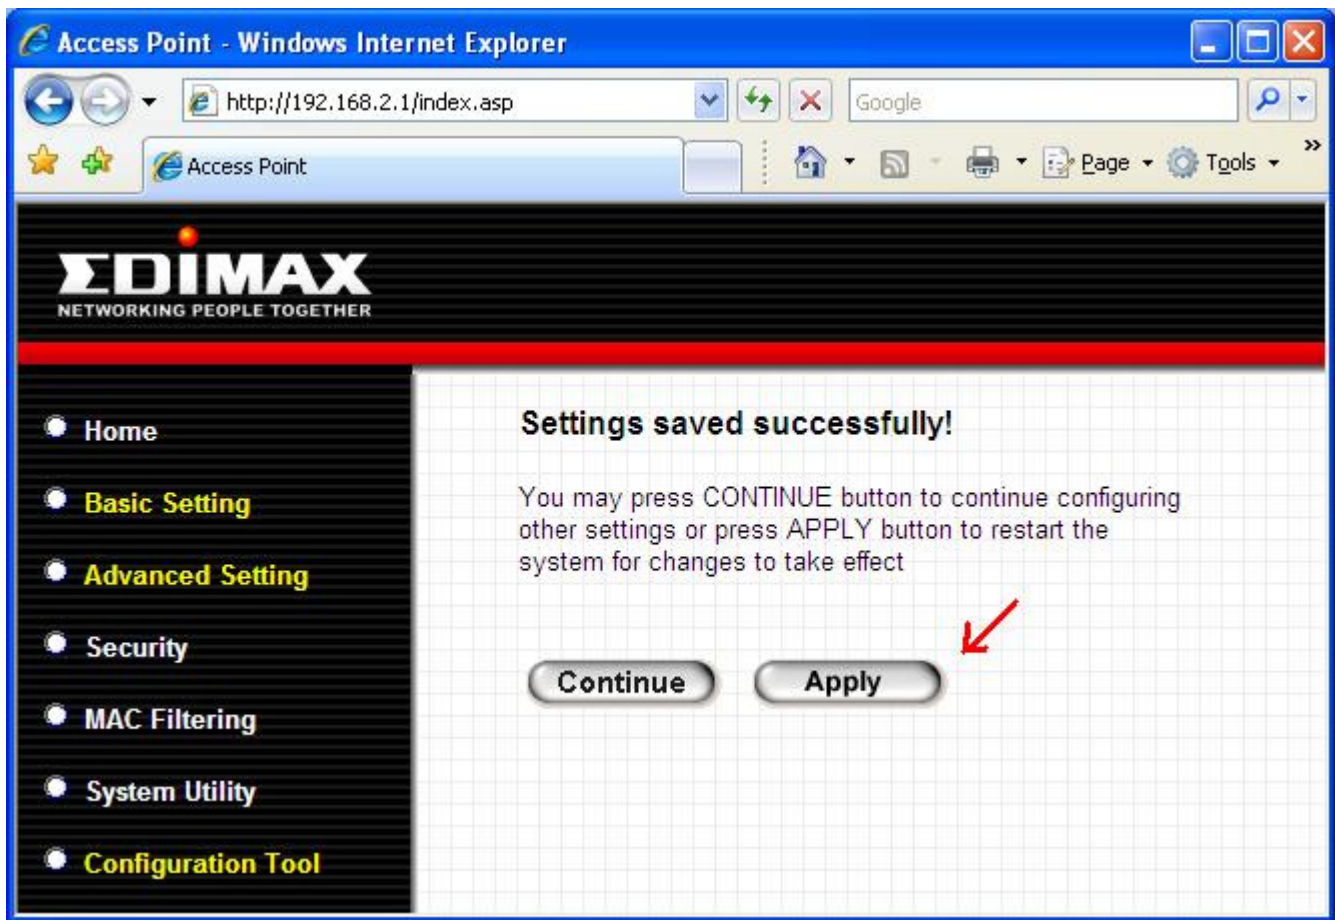 Access Point - Windows Internet Explorer
http://192.168.2.1/index.asp
Google
Access Point
Page
Tools
EDIMAX
NETWORKING PEOPLE TOGETHER
Home
Basic Setting
Advanced Setting
Security
MAC Filtering
System Utility
Configuration Tool
Settings saved successfully!
You may press CONTINUE button to continue configuring
other settings or press APPLY button to restart the
system for changes to take effect
Continue
Apply